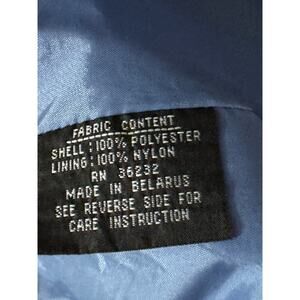 FABRIC CONTENT
SHELL:100% POLYESTER
LINING:100% NYLON
RN 36232
MADE IN BELARUS
SEE REVERSE SIDE FOR
CARE INSTRUCTION